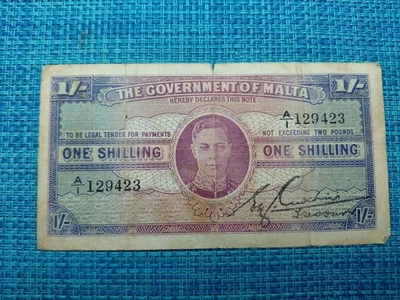 1/- THE GOVERNMENT OF MALTA 1/-
HEREBY DECLARES THIS NOTE
A/1 129423
TO BE LEGAL TENDER FOR PAYMENTS NOT EXCEEDING TWO POUNDS
ONE SHILLING ONE SHILLING
A/1 129423
1/- 1/-